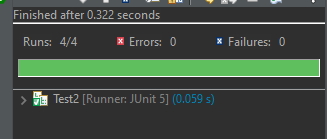 Finished after 0.322 seconds
Runs: 4/4 Errors: 0 Failures: 0
Test2 [Runner: JUnit 5] (0.059 s)